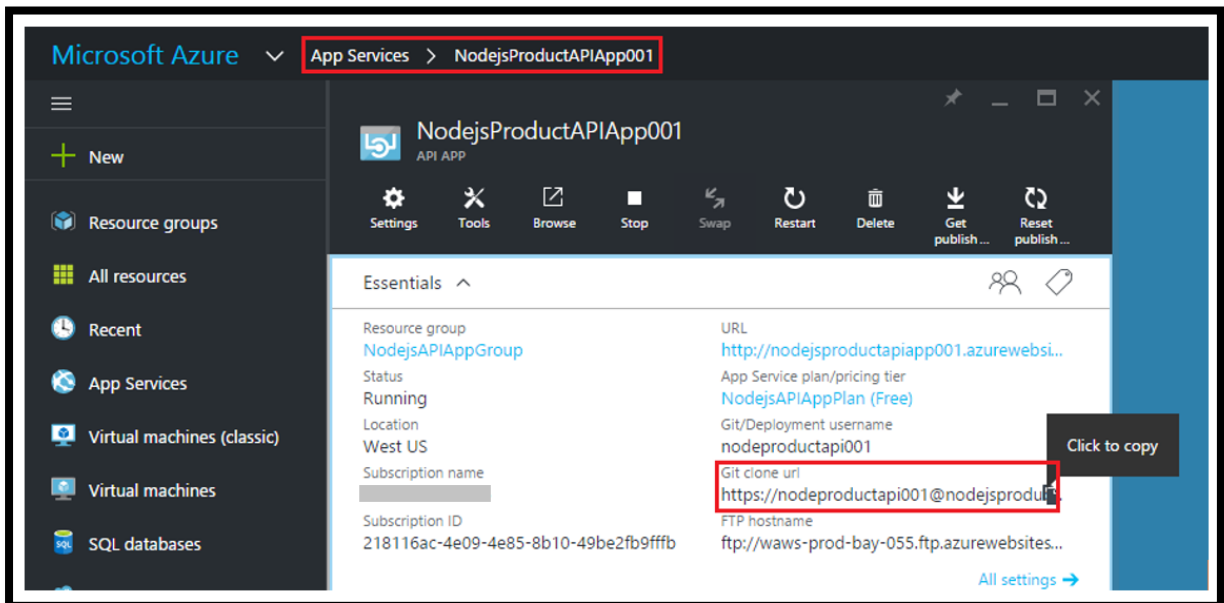 Microsoft Azure
App Services > NodejsProductAPIApp001
New
Resource groups
All resources
Recent
App Services
Virtual machines (classic)
Virtual machines
SQL databases
NodejsProductAPIApp001
API APP
Settings
Tools
Browse
Stop
Swap
Restart
Delete
Get publish...
Reset publish...
Essentials
Resource group
NodejsAPIAppGroup
Status
Running
Location
West US
Subscription name
Subscription ID
218116ac-4e09-4e85-8b10-49be2fb9fffb
URL
http://nodejsproductapiapp001.azurewebsi...
App Service plan/pricing tier
NodejsAPIAppPlan (Free)
Git/Deployment username
nodeproductapi001
Git clone url
https://nodeproductapi001@nodejsprodu
FTP hostname
ftp://waws-prod-bay-055.ftp.azurewebsites...
Click to copy
All settings →